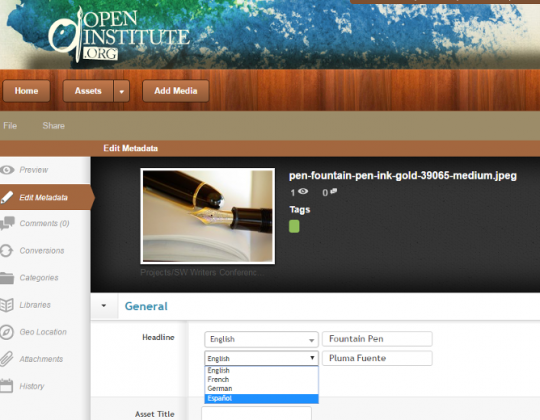 OPEN
INSTITUTE
.ORG
Home
Assets
Add Media
File
Share
Edit Metadata
Preview
Edit Metadata
Comments (0)
Conversions
Categories
Libraries
Geo Location
Attachments
History
pen-fountain-pen-ink-gold-39065-medium.jpeg
1
0
Tags
Projects/SW Writers Conferenc...
General
Headline
English
Fountain Pen
English
Pluma Fuente
English
French
German
Español
Asset Title